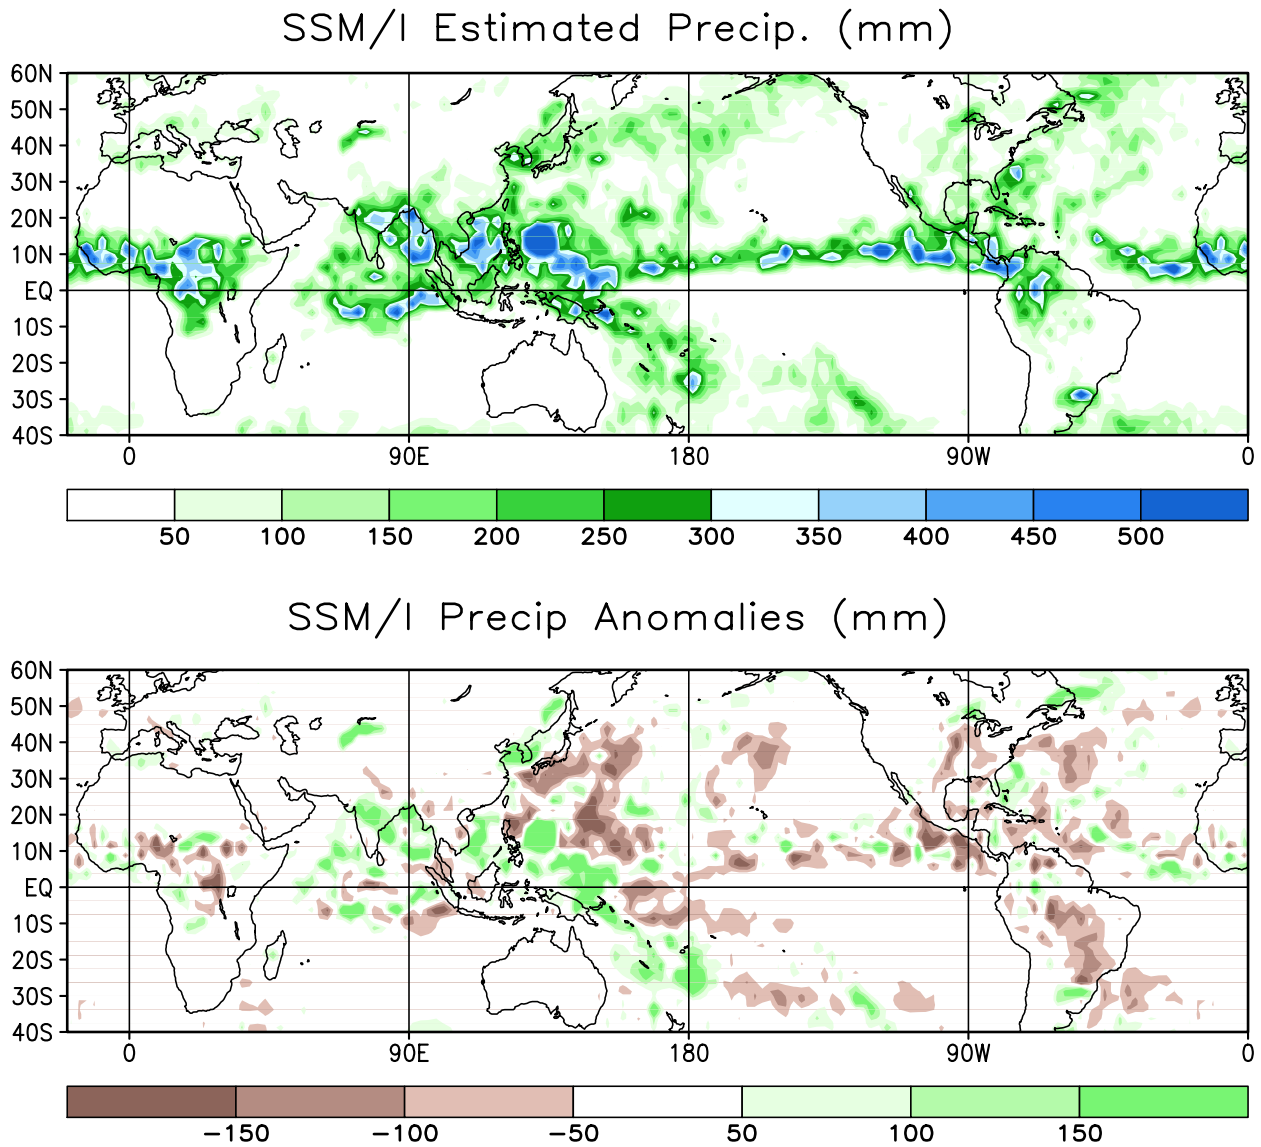 SSM/I Estimated Precip. (mm)
60N
50N
40N
30N
20N
10N
EQ
10S
20S
30S
40S
0 90E 180 90W 0
50 100 150 200 250 300 350 400 450 500
SSM/I Precip Anomalies (mm)
60N
50N
40N
30N
20N
10N
EQ
10S
20S
30S
40S
0 90E 180 90W 0
−150 −100 −50 50 100 150